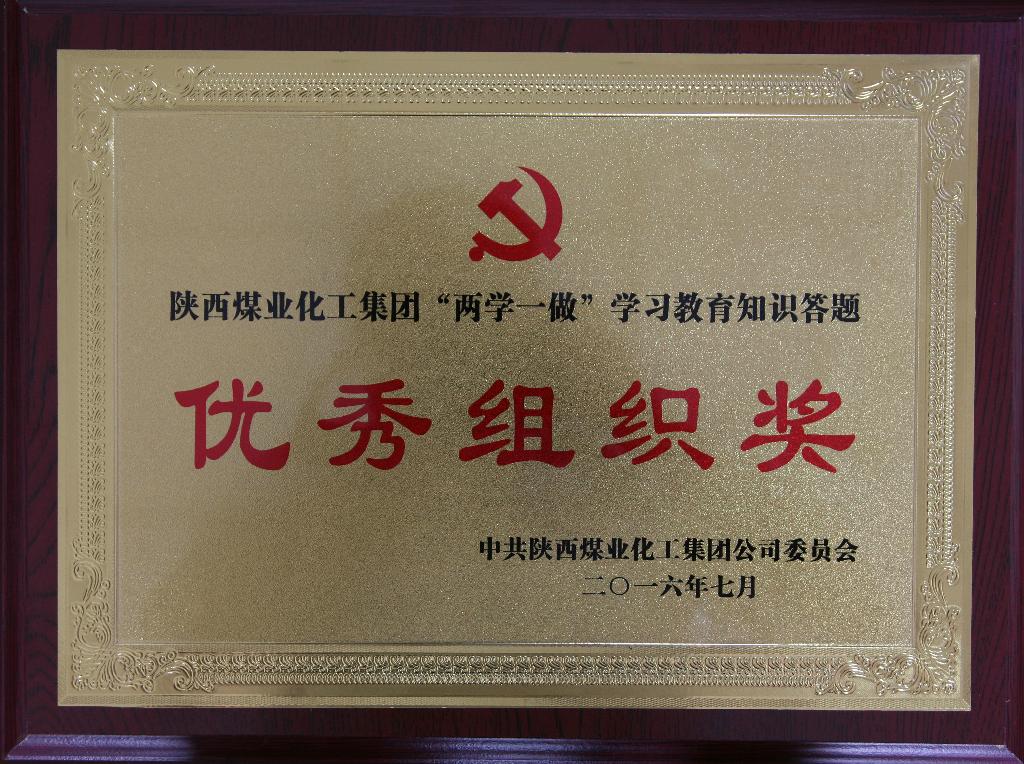 陕西煤业化工集团“两学一做”学习教育知识答题
优秀组织奖
中共陕西煤业化工集团公司委员会
二〇一六年七月